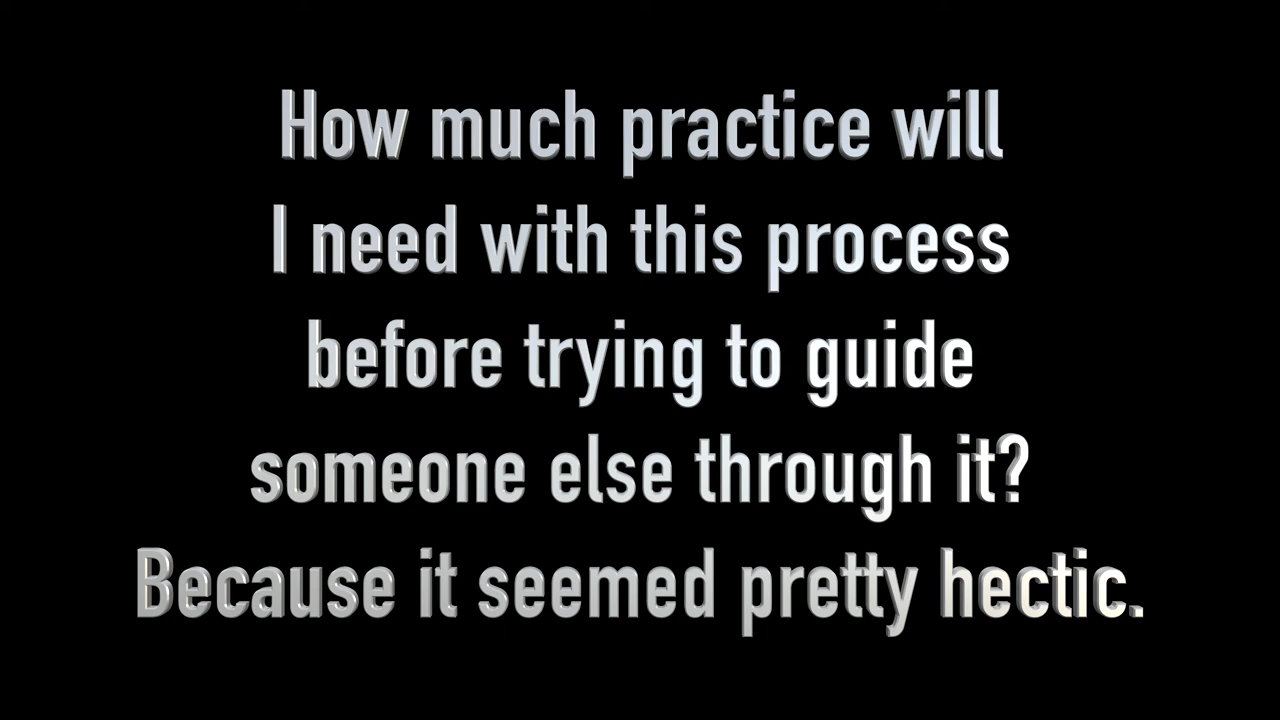 How much practice will
I need with this process
before trying to guide
someone else through it?
Because it seemed pretty hectic.